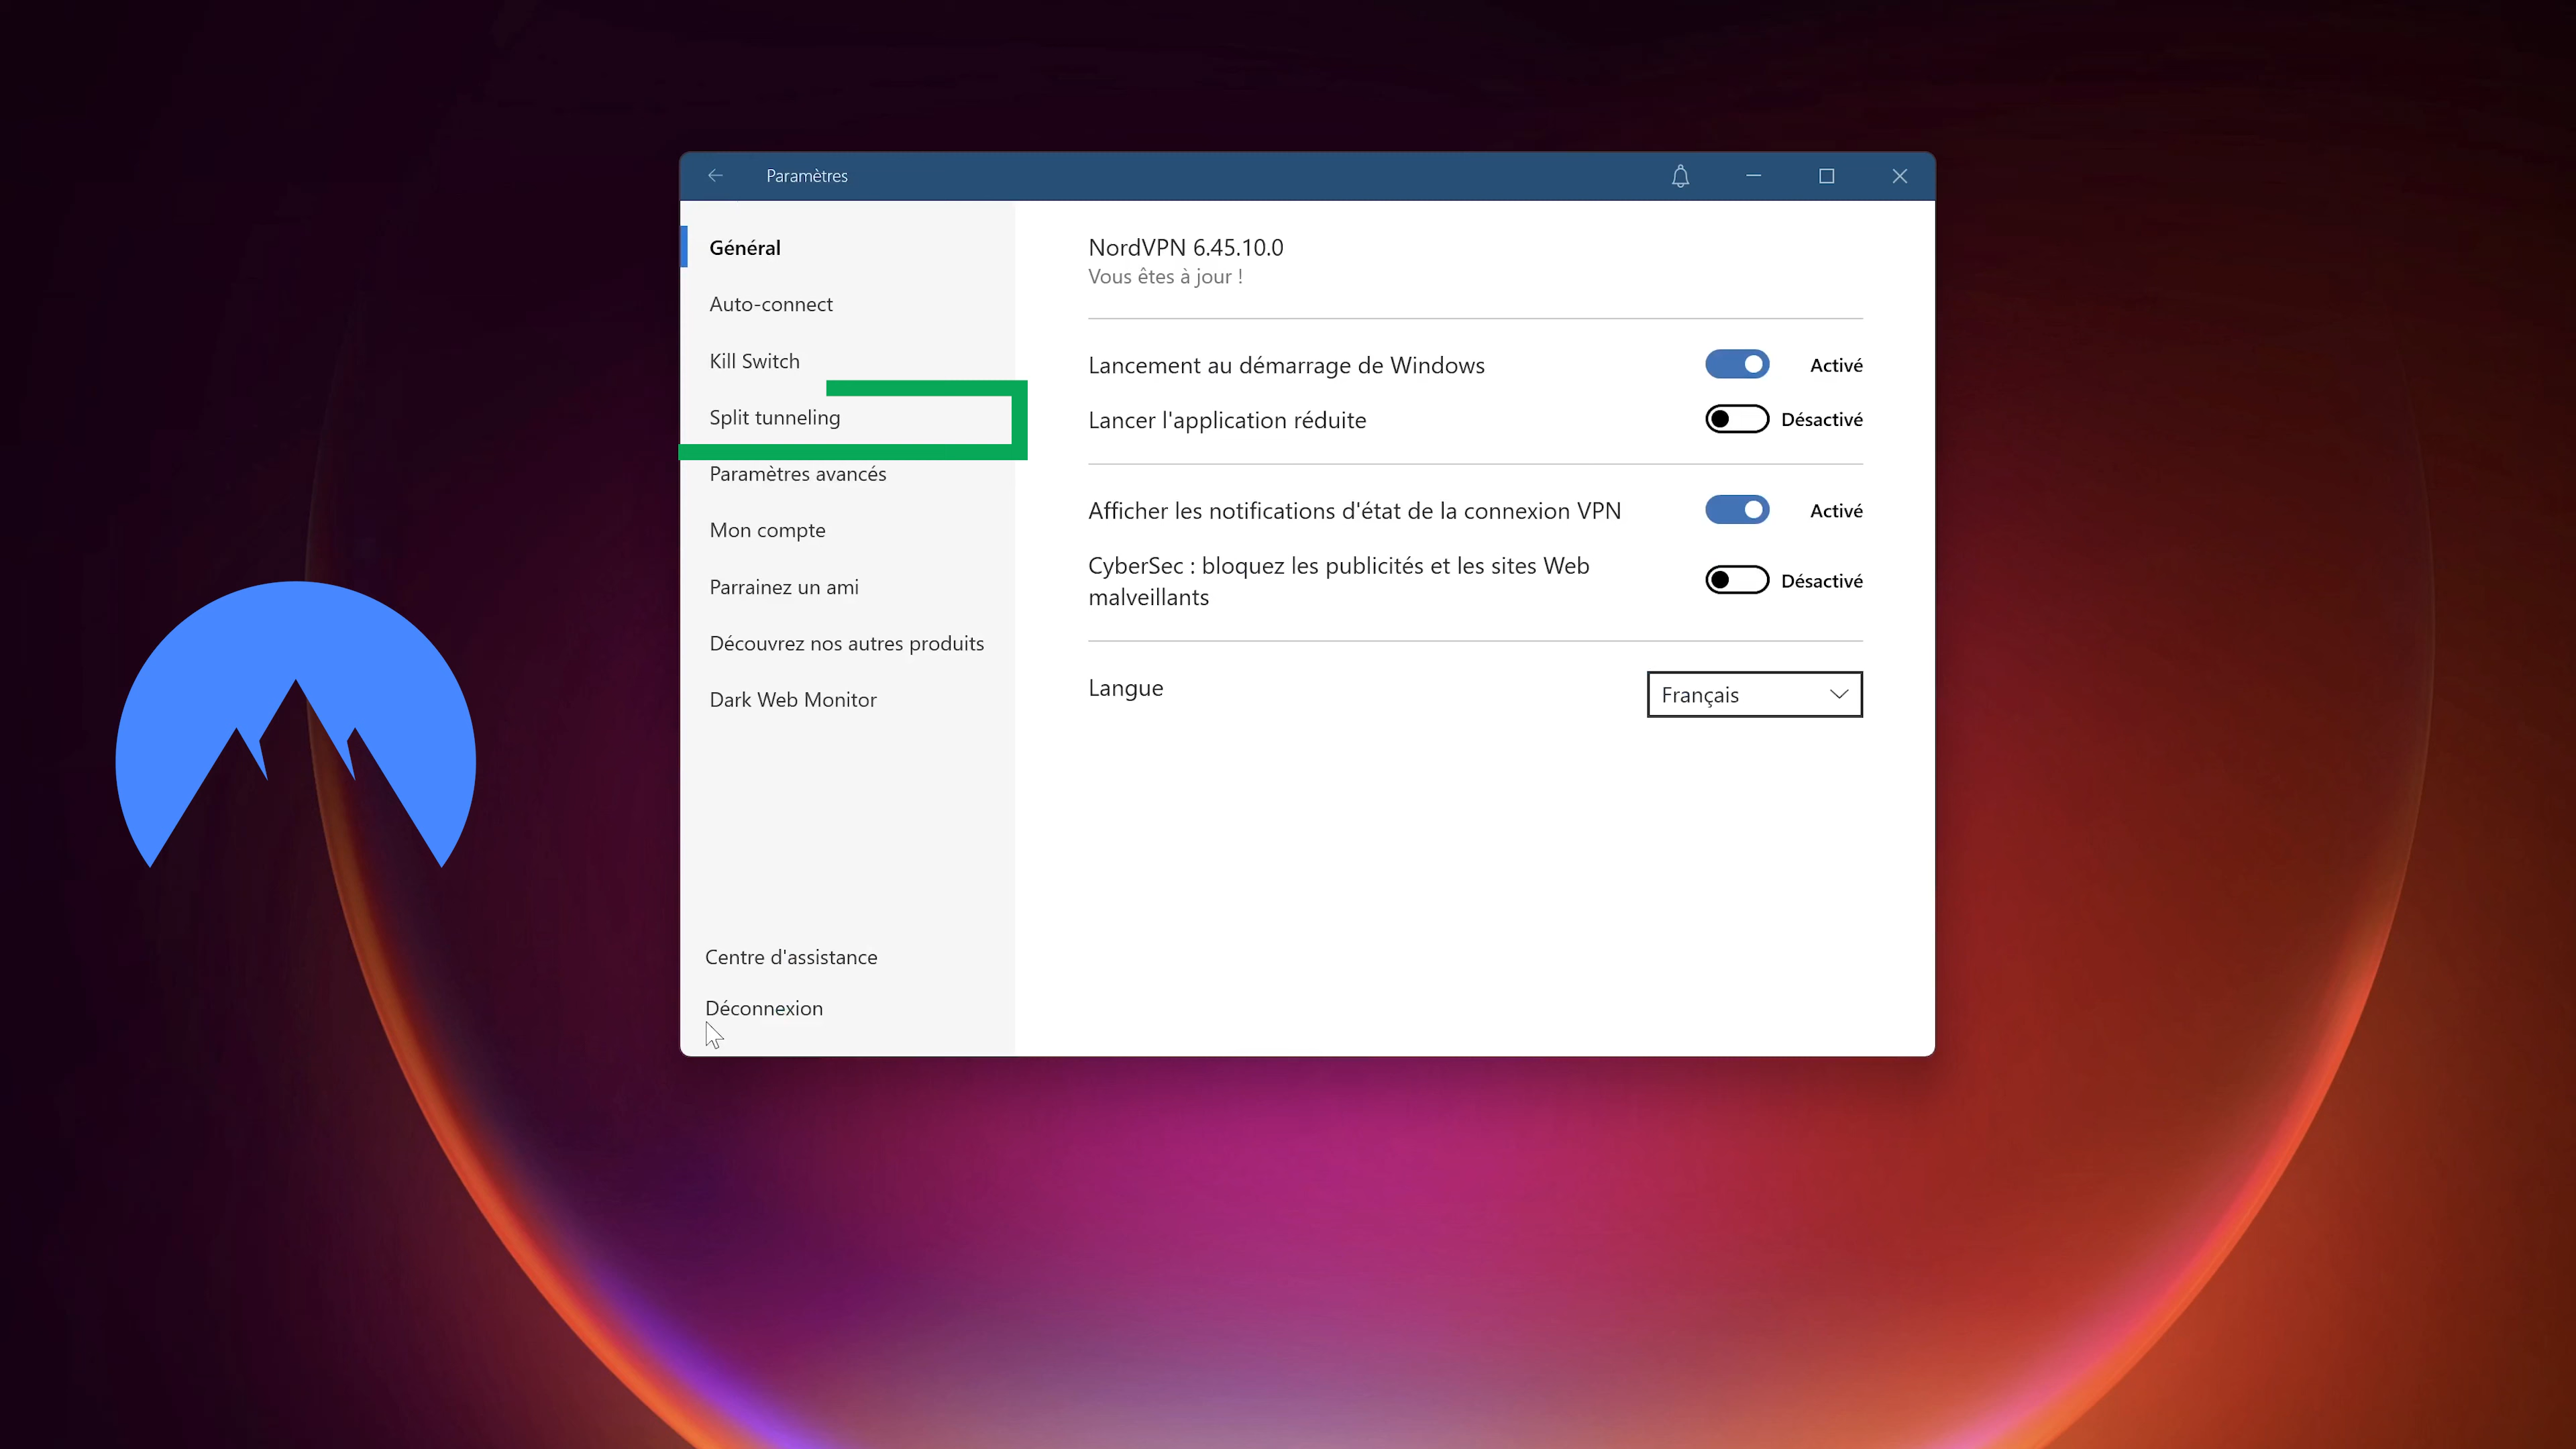 Paramètres
Général
Auto-connect
Kill Switch
Split tunneling
Paramètres avancés
Mon compte
Parrainez un ami
Découvrez nos autres produits
Dark Web Monitor
Centre d'assistance
Déconnexion
NordVPN 6.45.10.0
Vous êtes à jour !
Lancement au démarrage de Windows Activé
Lancer l'application réduite Désactivé
Afficher les notifications d'état de la connexion VPN Activé
CyberSec : bloquez les publicités et les sites Web Désactivé
malveillants
Langue Français